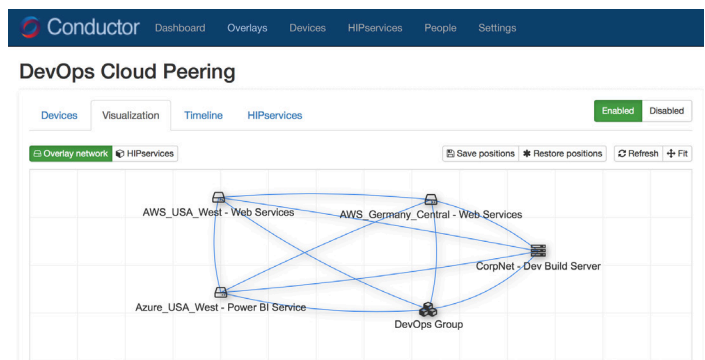 Conductor Dashboard Overlays Devices HIPservices People Settings
DevOps Cloud Peering
Devices Visualization Timeline HIPservices Enabled Disabled
Overlay network HIPservices Save positions Restore positions Refresh Fit
AWS_USA_West - Web Services AWS_Germany_Central - Web Services
CorpNet - Dev Build Server
Azure_USA_West - Power BI Service
DevOps Group